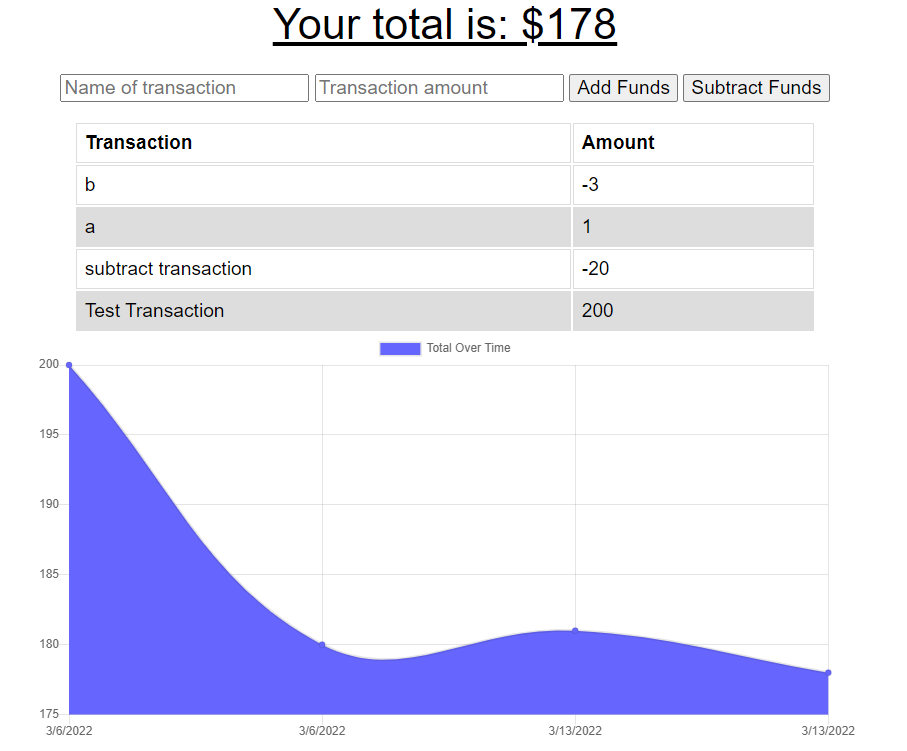 Your total is: $178
Name of transaction Transaction amount Add Funds Subtract Funds
Transaction Amount
b -3
a 1
subtract transaction -20
Test Transaction 200
Total Over Time
200
195
190
185
180
175
3/6/2022 3/6/2022 3/13/2022 3/13/2022